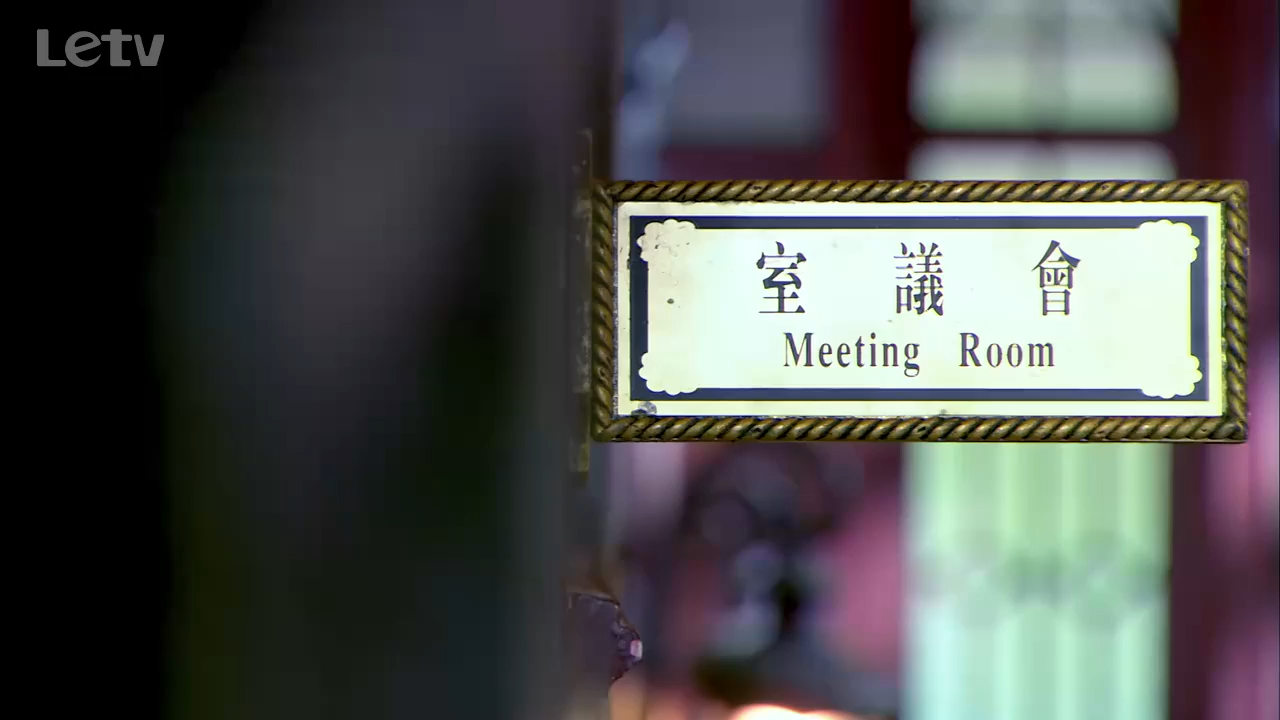 Letv
室議會
Meeting Room